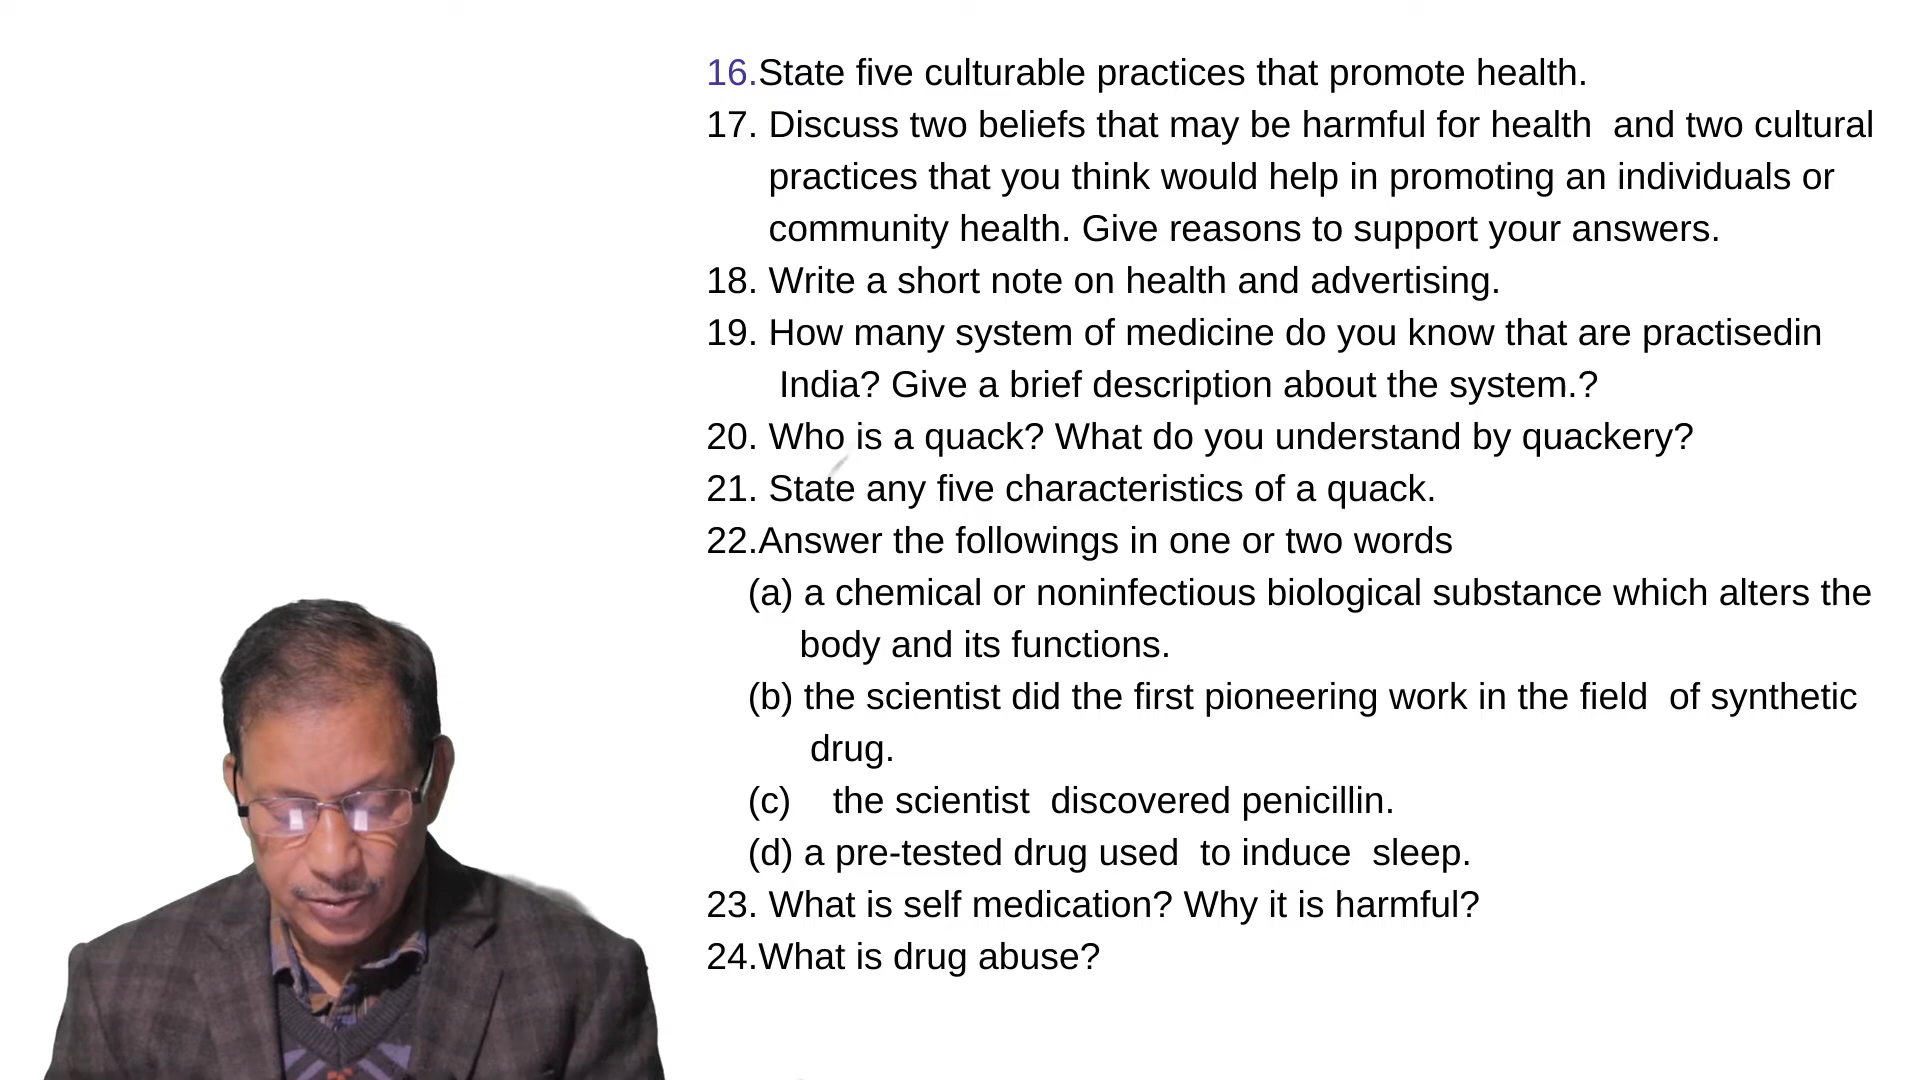 16.State five culturable practices that promote health.
17. Discuss two beliefs that may be harmful for health  and two cultural
practices that you think would help in promoting an individuals or
community health. Give reasons to support your answers.
18. Write a short note on health and advertising.
19. How many system of medicine do you know that are practisedin
India? Give a brief description about the system.?
20. Who is a quack? What do you understand by quackery?
21. State any five characteristics of a quack.
22.Answer the followings in one or two words
(a) a chemical or noninfectious biological substance which alters the
body and its functions.
(b) the scientist did the first pioneering work in the field  of synthetic
drug.
(c)    the scientist  discovered penicillin.
(d) a pre-tested drug used  to induce  sleep.
23. What is self medication? Why it is harmful?
24.What is drug abuse?